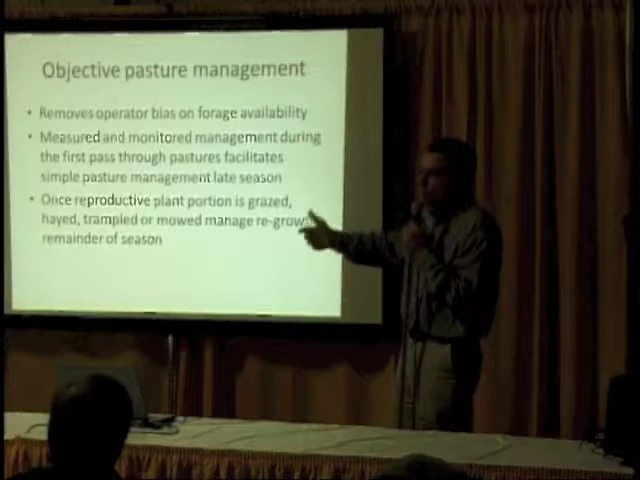 Objective pasture management
• Removes operator bias on forage availability
• Measured and monitored management during
the first pass through pastures facilitates
simple pasture management late season
• Once reproductive plant portion is grazed,
hayed, trampled or mowed manage
remainder of season